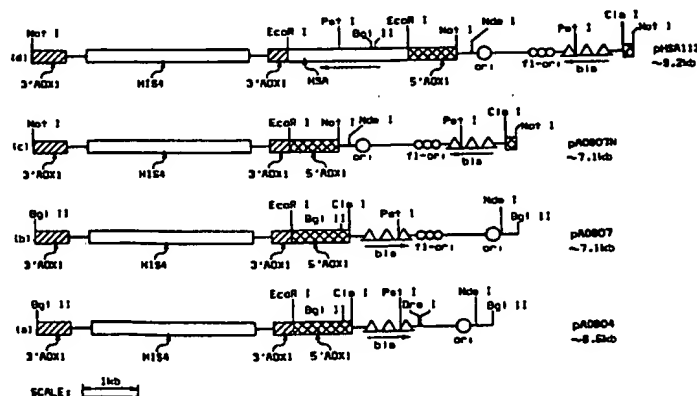 Not I EcoR I Pst I Bgl II EcoR I Not I Nde I Pst I Cla I Not I
(d) pHSA113
3'AOX1 HIS4 3'AOX1 HSA 5'AOX1 ori f1-ori bla ~9.2kb
Not I EcoR I Not I Nde I Pst I Cla I Not I
(c) pAO807N
3'AOX1 HIS4 3'AOX1 5'AOX1 ori f1-ori bla ~7.1kb
Bgl II EcoR I Bgl II Cla I Pst I Nde I Bgl II
(b) pAO807
3'AOX1 HIS4 3'AOX1 5'AOX1 bla f1-ori ori ~7.1kb
Bgl II EcoR I Bgl II Cla I Pst I Dra I Nde I Bgl II
(a) pAO804
3'AOX1 HIS4 3'AOX1 5'AOX1 bla ori ~6.6kb
SCALE: 1kb